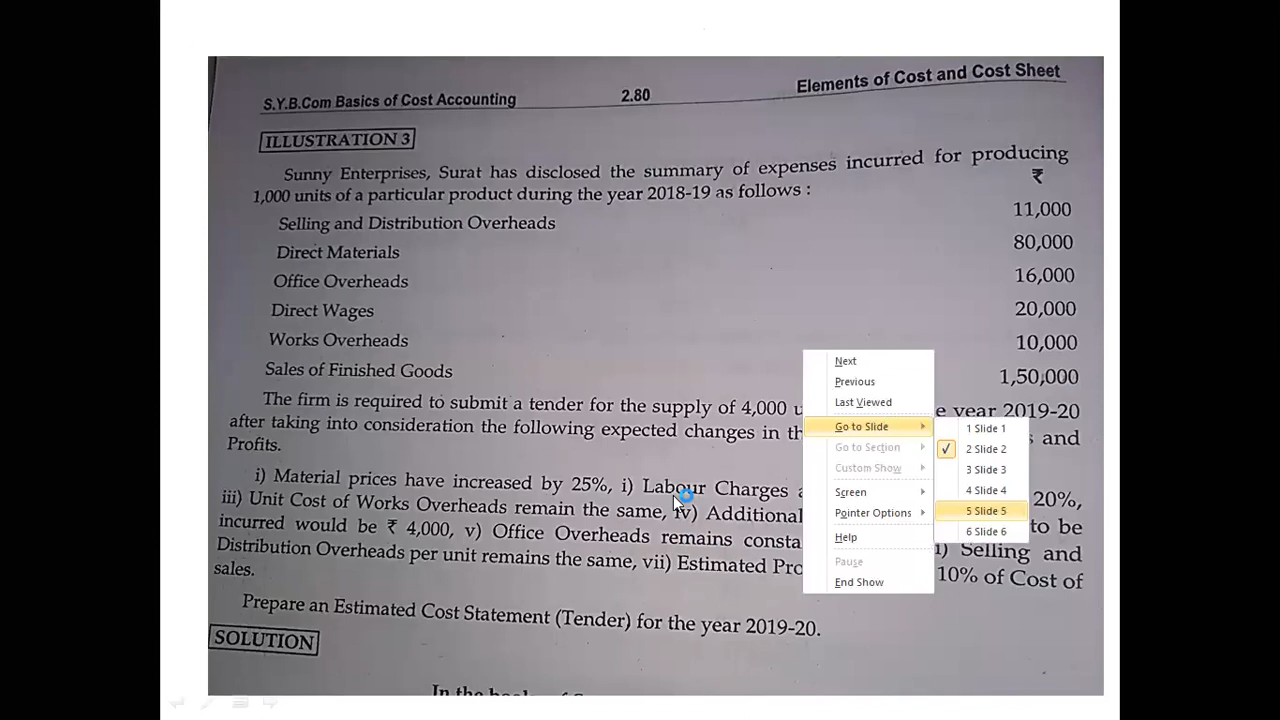 S.Y.B.Com Basics of Cost Accounting 2.80 Elements of Cost and Cost Sheet
ILLUSTRATION 3
Sunny Enterprises, Surat has disclosed the summary of expenses incurred for producing
1,000 units of a particular product during the year 2018-19 as follows :
₹
Selling and Distribution Overheads 11,000
Direct Materials 80,000
Office Overheads 16,000
Direct Wages 20,000
Works Overheads 10,000
Sales of Finished Goods 1,50,000
The firm is required to submit a tender for the supply of 4,000 u e year 2019-20
after taking into consideration the following expected changes in th and
Profits.
i) Material prices have increased by 25%, i) Labour Charges 20%,
iii) Unit Cost of Works Overheads remain the same, iv) Additional to be
incurred would be ₹ 4,000, v) Office Overheads remains consta i) Selling and
Distribution Overheads per unit remains the same, vii) Estimated Pro 10% of Cost of
sales.
Prepare an Estimated Cost Statement (Tender) for the year 2019-20.
SOLUTION
In the
Next
Previous
Last Viewed
Go to Slide
Go to Section
Custom Show
Screen
Pointer Options
Help
Pause
End Show
1 Slide 1
2 Slide 2
3 Slide 3
4 Slide 4
5 Slide 5
6 Slide 6